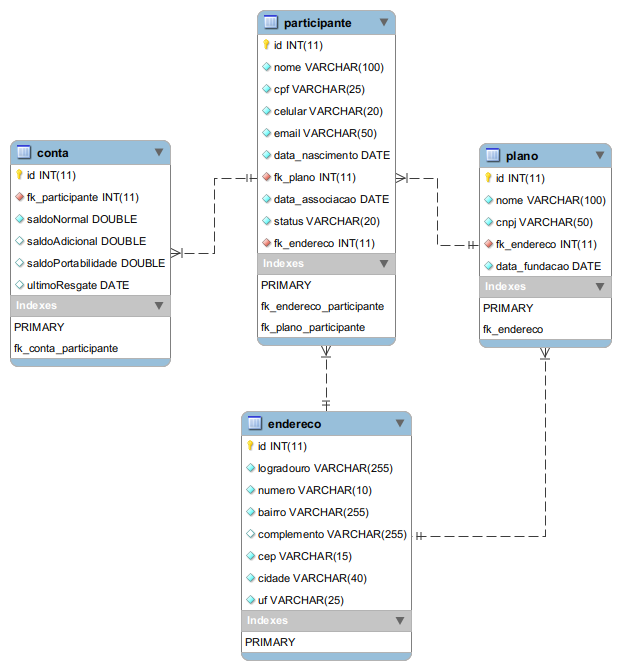 participante
id INT(11)
nome VARCHAR(100)
cpf VARCHAR(25)
celular VARCHAR(20)
email VARCHAR(50)
data_nascimento DATE
fk_plano INT(11)
data_associacao DATE
status VARCHAR(20)
fk_endereco INT(11)
Indexes
PRIMARY
fk_endereco_participante
fk_plano_participante
conta
id INT(11)
fk_participante INT(11)
saldoNormal DOUBLE
saldoAdicional DOUBLE
saldoPortabilidade DOUBLE
ultimoResgate DATE
Indexes
PRIMARY
fk_conta_participante
plano
id INT(11)
nome VARCHAR(100)
cnpj VARCHAR(50)
fk_endereco INT(11)
data_fundacao DATE
Indexes
PRIMARY
fk_endereco
endereco
id INT(11)
logradouro VARCHAR(255)
numero VARCHAR(10)
bairro VARCHAR(255)
complemento VARCHAR(255)
cep VARCHAR(15)
cidade VARCHAR(40)
uf VARCHAR(25)
Indexes
PRIMARY